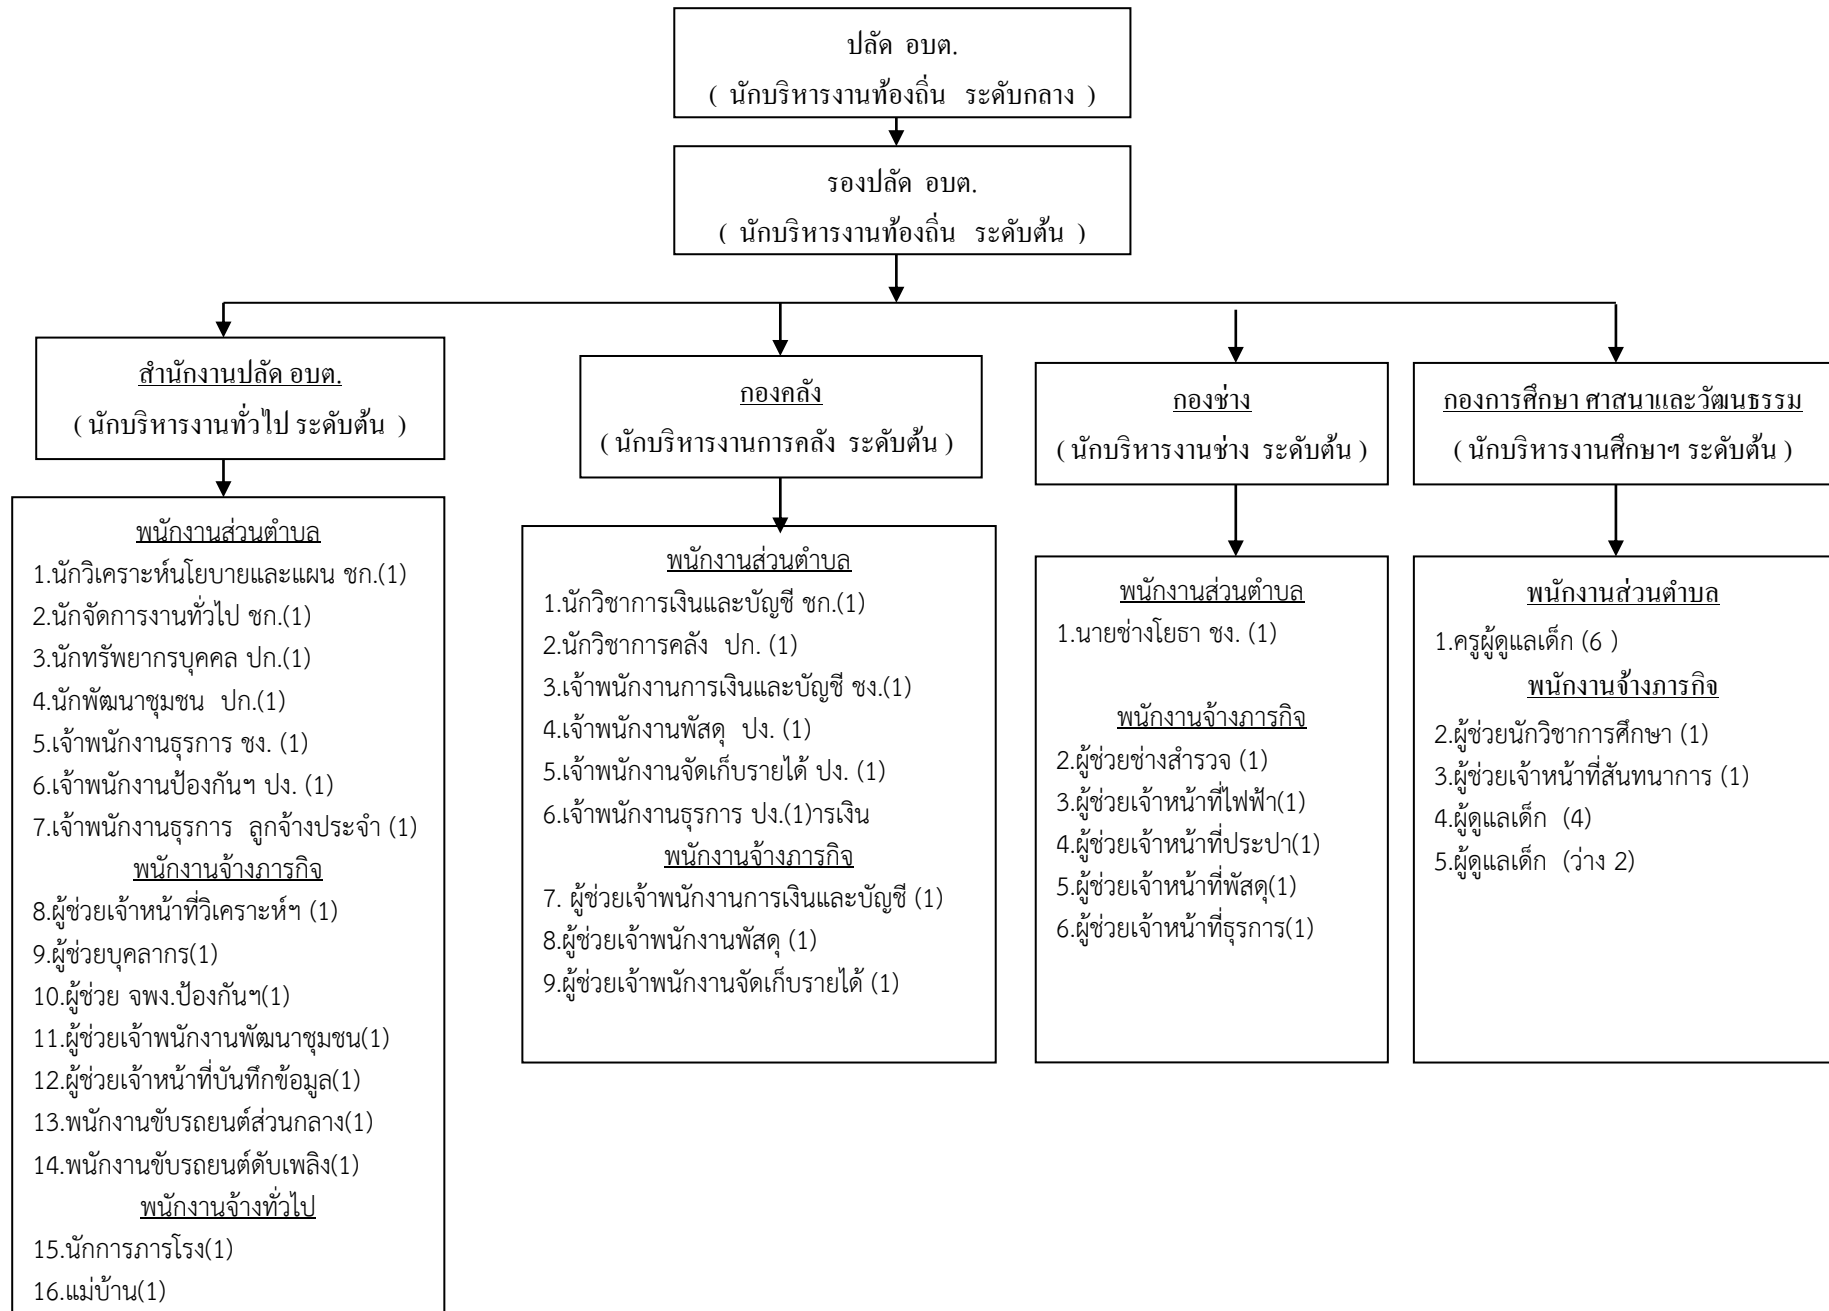 ปลัด อบต.
( นักบริหารงานท้องถิ่น ระดับกลาง )
รองปลัด อบต.
( นักบริหารงานท้องถิ่น ระดับต้น )
สำนักงานปลัด อบต.
( นักบริหารงานทั่วไป ระดับต้น )
กองคลัง
( นักบริหารงานการคลัง ระดับต้น )
กองช่าง
( นักบริหารงานช่าง ระดับต้น )
กองการศึกษา ศาสนาและวัฒนธรรม
( นักบริหารงานศึกษาฯ ระดับต้น )
พนักงานส่วนตำบล
1.นักวิเคราะห์นโยบายและแผน ชก.(1)
2.นักจัดการงานทั่วไป ชก.(1)
3.นักทรัพยากรบุคคล ปก.(1)
4.นักพัฒนาชุมชน ปก.(1)
5.เจ้าพนักงานธุรการ ชง. (1)
6.เจ้าพนักงานป้องกันฯ ปง. (1)
7.เจ้าพนักงานธุรการ ลูกจ้างประจำ (1)
พนักงานจ้างภารกิจ
8.ผู้ช่วยเจ้าหน้าที่วิเคราะห์ฯ (1)
9.ผู้ช่วยบุคลากร(1)
10.ผู้ช่วย จพง.ป้องกันฯ(1)
11.ผู้ช่วยเจ้าพนักงานพัฒนาชุมชน(1)
12.ผู้ช่วยเจ้าหน้าที่บันทึกข้อมูล(1)
13.พนักงานขับรถยนต์ส่วนกลาง(1)
14.พนักงานขับรถยนต์ดับเพลิง(1)
พนักงานจ้างทั่วไป
15.นักการภารโรง(1)
16.แม่บ้าน(1)
พนักงานส่วนตำบล
1.นักวิชาการเงินและบัญชี ชก.(1)
2.นักวิชาการคลัง ปก. (1)
3.เจ้าพนักงานการเงินและบัญชี ชง.(1)
4.เจ้าพนักงานพัสดุ ปง. (1)
5.เจ้าพนักงานจัดเก็บรายได้ ปง. (1)
6.เจ้าพนักงานธุรการ ปง.(1)ารเงิน
พนักงานจ้างภารกิจ
7. ผู้ช่วยเจ้าพนักงานการเงินและบัญชี (1)
8.ผู้ช่วยเจ้าพนักงานพัสดุ (1)
9.ผู้ช่วยเจ้าพนักงานจัดเก็บรายได้ (1)
พนักงานส่วนตำบล
1.นายช่างโยธา ชง. (1)
พนักงานจ้างภารกิจ
2.ผู้ช่วยช่างสำรวจ (1)
3.ผู้ช่วยเจ้าหน้าที่ไฟฟ้า(1)
4.ผู้ช่วยเจ้าหน้าที่ประปา(1)
5.ผู้ช่วยเจ้าหน้าที่พัสดุ(1)
6.ผู้ช่วยเจ้าหน้าที่ธุรการ(1)
พนักงานส่วนตำบล
1.ครูผู้ดูแลเด็ก (6 )
พนักงานจ้างภารกิจ
2.ผู้ช่วยนักวิชาการศึกษา (1)
3.ผู้ช่วยเจ้าหน้าที่สันทนาการ (1)
4.ผู้ดูแลเด็ก (4)
5.ผู้ดูแลเด็ก (ว่าง 2)